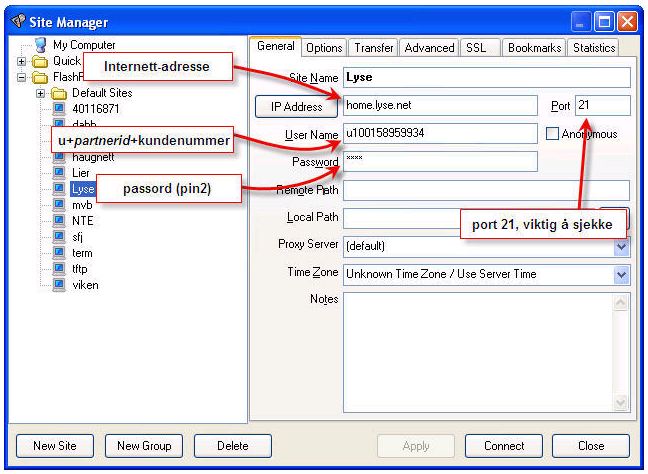 Site Manager
My Computer
Quick
FlashF
Default Sites
40116871
haugnett
Lier
Lyse
mvb
NTE
sfj
term
tftp
viken
General Options Transfer Advanced SSL Bookmarks Statistics
Internett-adresse
Site Name Lyse
IP Address home.lyse.net Port 21
u+partnerid+kundenummer
User Name u100158959934 Anonymous
passord (pin2)
Password ****
Remote Path
Local Path
port 21, viktig å sjekke
Proxy Server (default)
Time Zone Unknown Time Zone / Use Server Time
Notes
New Site New Group Delete Apply Connect Close